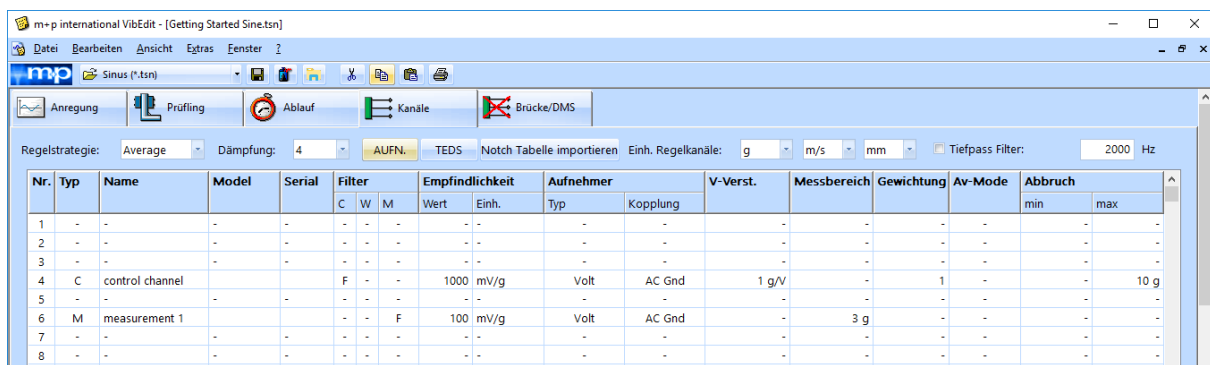 m+p international VibEdit - [Getting Started Sine.tsn]
Datei Bearbeiten Ansicht Extras Fenster ?
mp Sinus (*.tsn)
Anregung Prüfling Ablauf Kanäle Brücke/DMS
Regelstrategie: Average Dämpfung: 4 AUFN. TEDS Notch Tabelle importieren Einh. Regelkanäle: g m/s mm Tiefpass Filter: 2000 Hz
Nr. Typ Name Model Serial Filter Empfindlichkeit Aufnehmer V-Verst. Messbereich Gewichtung Av-Mode Abbruch
C W M Wert Einh. Typ Kopplung min max
1 - - - - - - - - - - - - - - - - -
2 - - - - - - - - - - - - - - - - -
3 - - - - - - - - - - - - - - - - -
4 C control channel F - - 1000 mV/g Volt AC Gnd 1 g/V - 1 - - 10 g
5 - - - - - - - - - - - - - - - - -
6 M measurement 1 - - F 100 mV/g Volt AC Gnd - 3 g - - - -
7 - - - - - - - - - - - - - - - - -
8 - - - - - - - - - - - - - - - - -